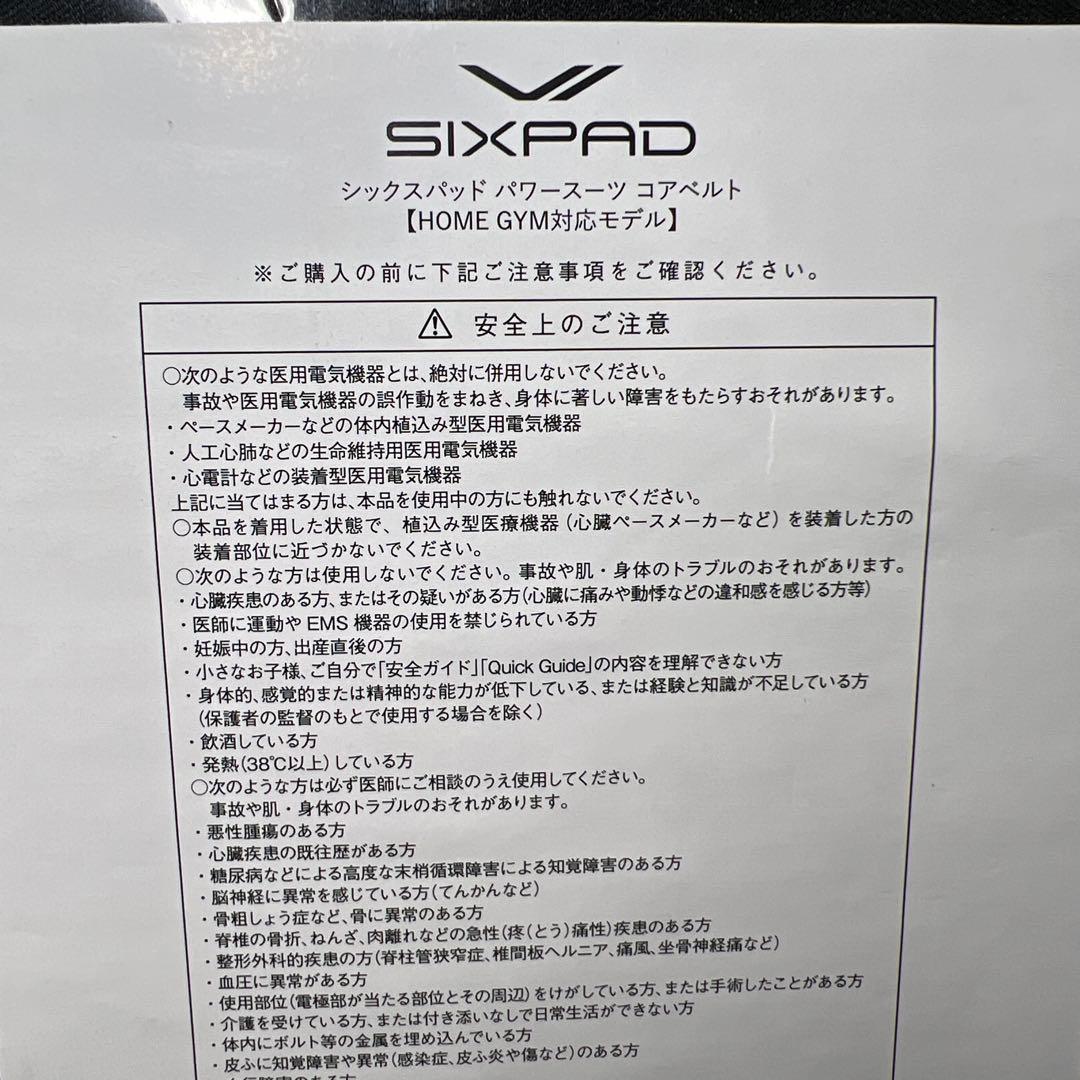 SIXPAD
シックスパッド パワースーツ コアベルト
【HOME GYM対応モデル】
※ご購入の前に下記ご注意事項をご確認ください。
安全上のご注意
○次のような医用電気機器とは、絶対に併用しないでください。
事故や医用電気機器の誤作動をまねき、身体に著しい障害をもたらすおそれがあります。
・ペースメーカーなどの体内植込み型医用電気機器
・人工心肺などの生命維持用医用電気機器
・心電計などの装着型医用電気機器
上記に当てはまる方は、本品を使用中の方にも触れないでください。
○本品を着用した状態で、植込み型医療機器（心臓ペースメーカーなど）を装着した方の
装着部位に近づかないでください。
○次のような方は使用しないでください。事故や肌・身体のトラブルのおそれがあります。
・心臓疾患のある方、またはその疑いがある方（心臓に痛みや動悸などの違和感を感じる方等）
・医師に運動や EMS 機器の使用を禁じられている方
・妊娠中の方、出産直後の方
・小さなお子様、ご自分で「安全ガイド」「Quick Guide」の内容を理解できない方
・身体的、感覚的または精神的な能力が低下している、または経験と知識が不足している方
（保護者の監督のもとで使用する場合を除く）
・飲酒している方
・発熱（38℃以上）している方
○次のような方は必ず医師にご相談のうえ使用してください。
事故や肌・身体のトラブルのおそれがあります。
・悪性腫瘍のある方
・心臓疾患の既往歴がある方
・糖尿病などによる高度な末梢循環障害による知覚障害のある方
・脳神経に異常を感じている方（てんかんなど）
・骨粗しょう症など、骨に異常のある方
・脊椎の骨折、ねんざ、肉離れなどの急性（疼（とう）痛性）疾患のある方
・整形外科的疾患の方（脊柱管狭窄症、椎間板ヘルニア、痛風、坐骨神経痛など）
・血圧に異常がある方
・使用部位（電極部が当たる部位とその周辺）をけがしている方、または手術したことがある方
・介護を受けている方、または付き添いなしで日常生活ができない方
・体内にボルト等の金属を埋め込んでいる方
・皮ふに知覚障害や異常（感染症、皮ふ炎や傷など）のある方